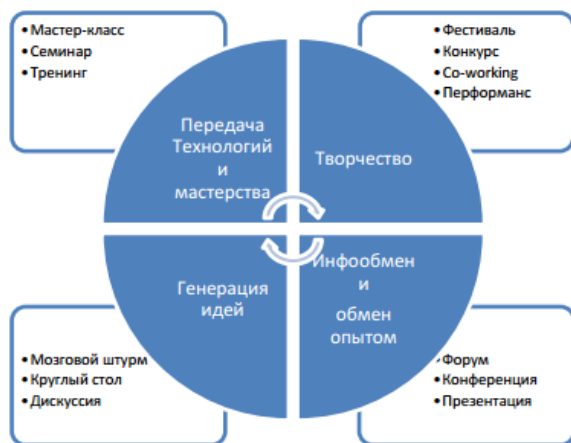 • Мастер-класс
• Семинар
• Тренинг
• Фестиваль
• Конкурс
• Co-working
• Перформанс
Передача
Технологий
и
мастерства
Творчество
Генерация
идей
Инфообмен
и
обмен
опытом
• Мозговой штурм
• Круглый стол
• Дискуссия
• Форум
• Конференция
• Презентация